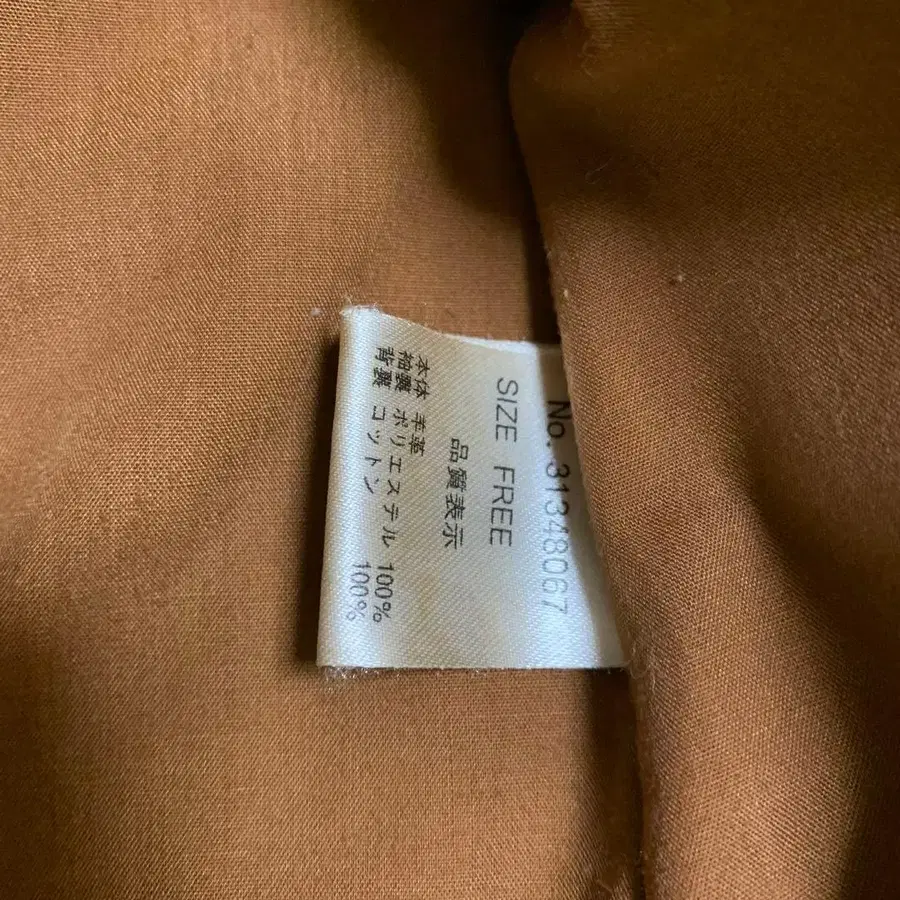 No. 31348067
SIZE FREE
品質表示
本体 羊革
袖裏 ポリエステル 100%
背裏 コットン 100%